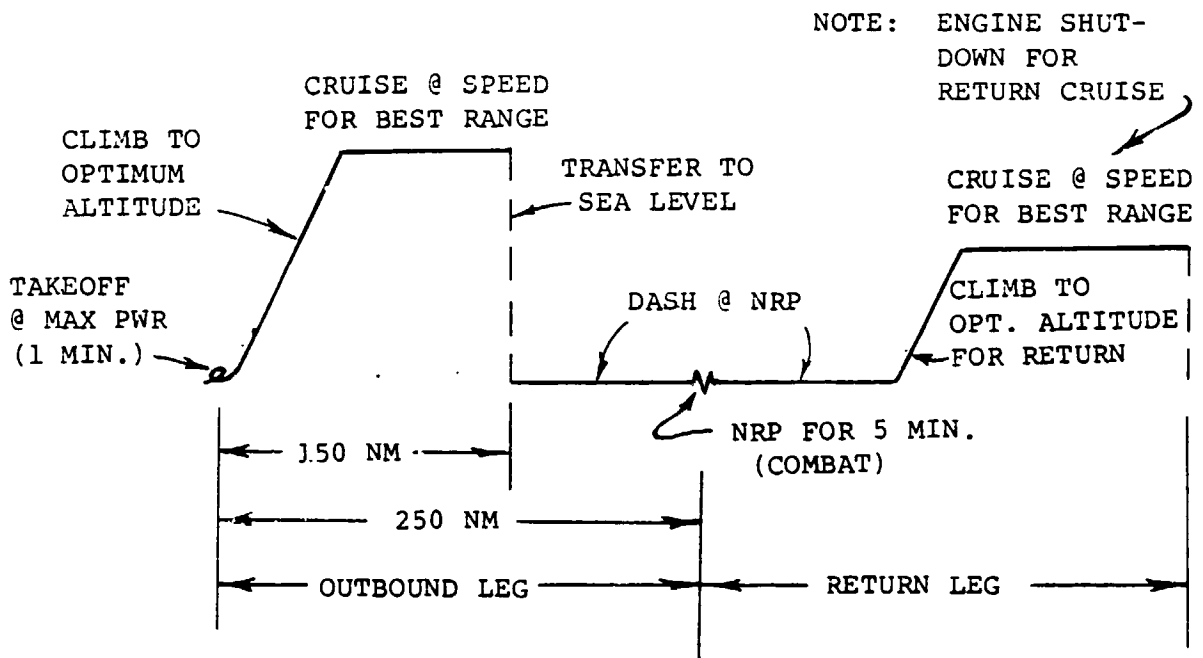 NOTE: ENGINE SHUT-
DOWN FOR
RETURN CRUISE
CRUISE @ SPEED
FOR BEST RANGE
CLIMB TO
OPTIMUM
ALTITUDE
TRANSFER TO
SEA LEVEL
CRUISE @ SPEED
FOR BEST RANGE
TAKEOFF
@ MAX PWR
(1 MIN.)
DASH @ NRP
CLIMB TO
OPT. ALTITUDE
FOR RETURN
NRP FOR 5 MIN.
(COMBAT)
150 NM
250 NM
OUTBOUND LEG
RETURN LEG